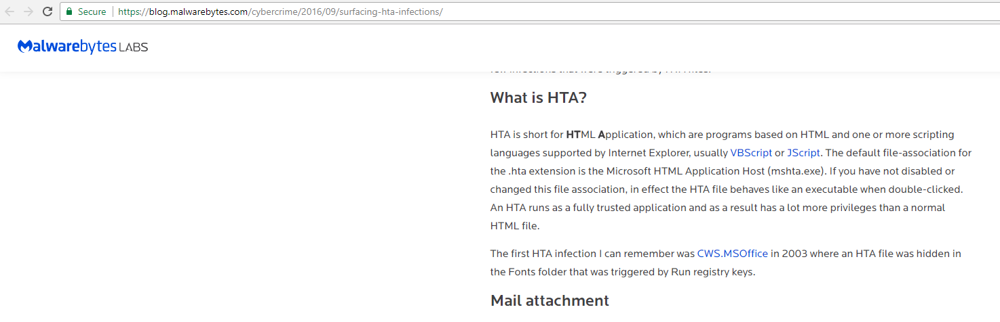 Secure | https://blog.malwarebytes.com/cybercrime/2016/09/surfacing-hta-infections/
Malwarebytes LABS
What is HTA?
HTA is short for HTML Application, which are programs based on HTML and one or more scripting
languages supported by Internet Explorer, usually VBScript or JScript. The default file-association for
the .hta extension is the Microsoft HTML Application Host (mshta.exe). If you have not disabled or
changed this file association, in effect the HTA file behaves like an executable when double-clicked.
An HTA runs as a fully trusted application and as a result has a lot more privileges than a normal
HTML file.
The first HTA infection I can remember was CWS.MSOffice in 2003 where an HTA file was hidden in
the Fonts folder that was triggered by Run registry keys.
Mail attachment